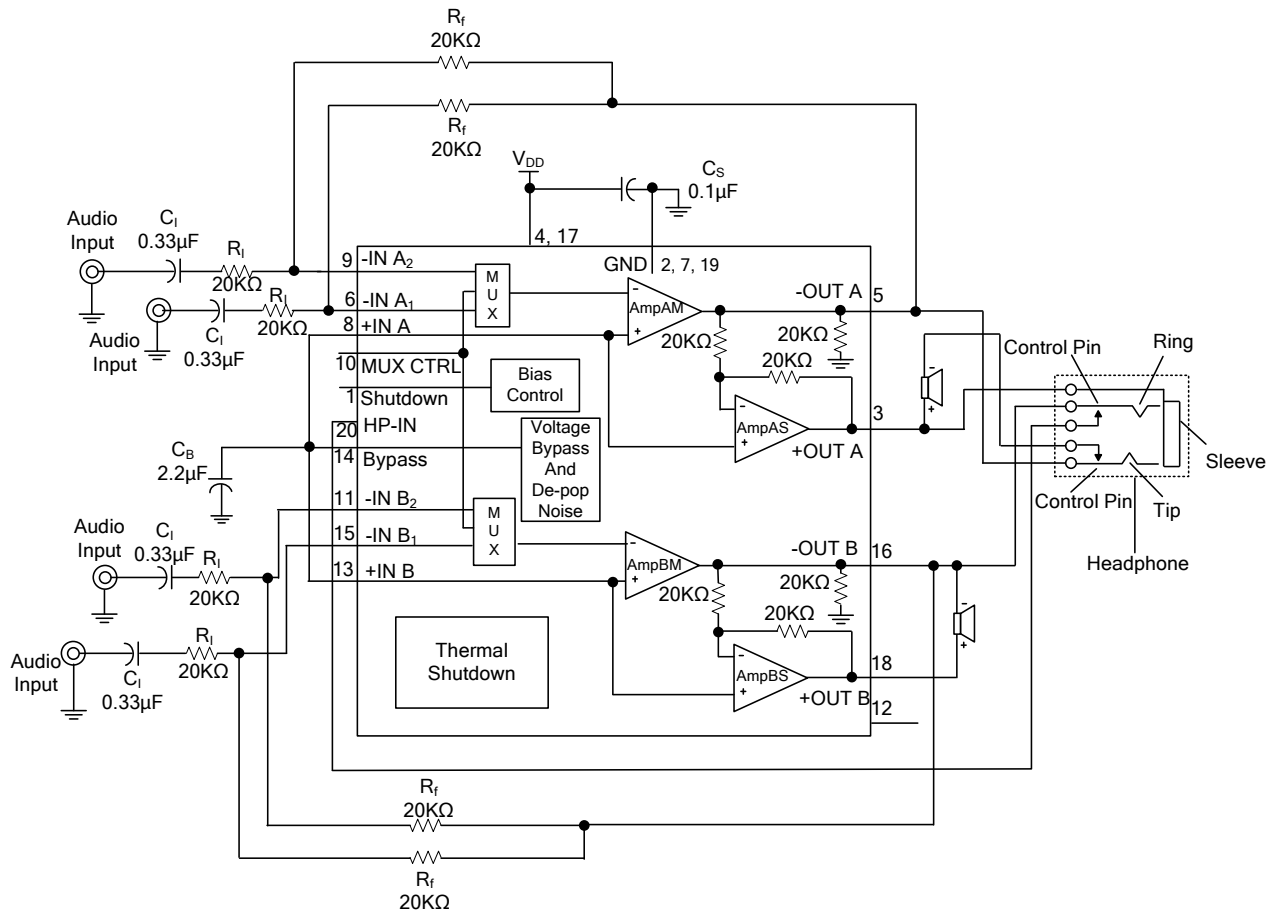 Rf
20KΩ
Rf
20KΩ
VDD
CS
0.1µF
4, 17
Audio
Input
CI
0.33µF
RI
20KΩ
9
-IN A2
M
U
X
GND
2, 7, 19
-
AmpAM
+
-OUT A
5
Audio
Input
CI
0.33µF
RI
20KΩ
6
-IN A1
8
+IN A
20KΩ
20KΩ
20KΩ
10
MUX CTRL
1
Shutdown
Bias
Control
-
AmpAS
+
3
+OUT A
-
+
Control Pin
Ring
Sleeve
Control Pin
Tip
Headphone
20
HP-IN
14
Bypass
Voltage
Bypass
And
De-pop
Noise
CB
2.2µF
11
-IN B2
M
U
X
Audio
Input
CI
0.33µF
RI
20KΩ
15
-IN B1
13
+IN B
-
AmpBM
+
-OUT B
16
20KΩ
20KΩ
20KΩ
-
+
Audio
Input
CI
0.33µF
RI
20KΩ
Thermal
Shutdown
-
AmpBS
+
18
+OUT B
12
Rf
20KΩ
Rf
20KΩ